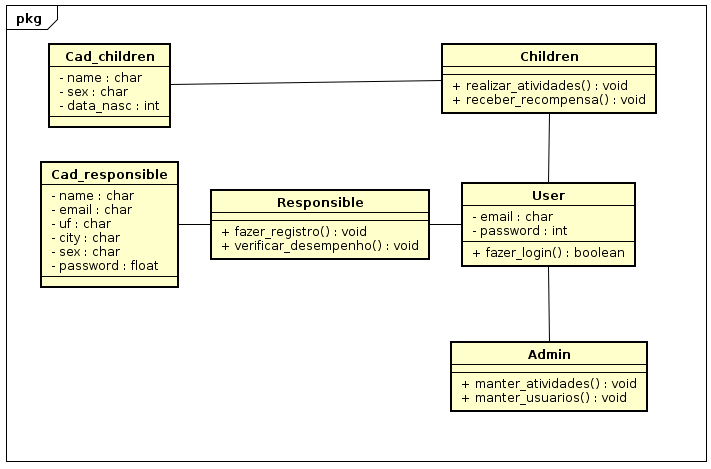 pkg
Cad_children
- name : char
- sex : char
- data_nasc : int
Children
+ realizar_atividades() : void
+ receber_recompensa() : void
Cad_responsible
- name : char
- email : char
- uf : char
- city : char
- sex : char
- password : float
Responsible
+ fazer_registro() : void
+ verificar_desempenho() : void
User
- email : char
- password : int
+ fazer_login() : boolean
Admin
+ manter_atividades() : void
+ manter_usuarios() : void